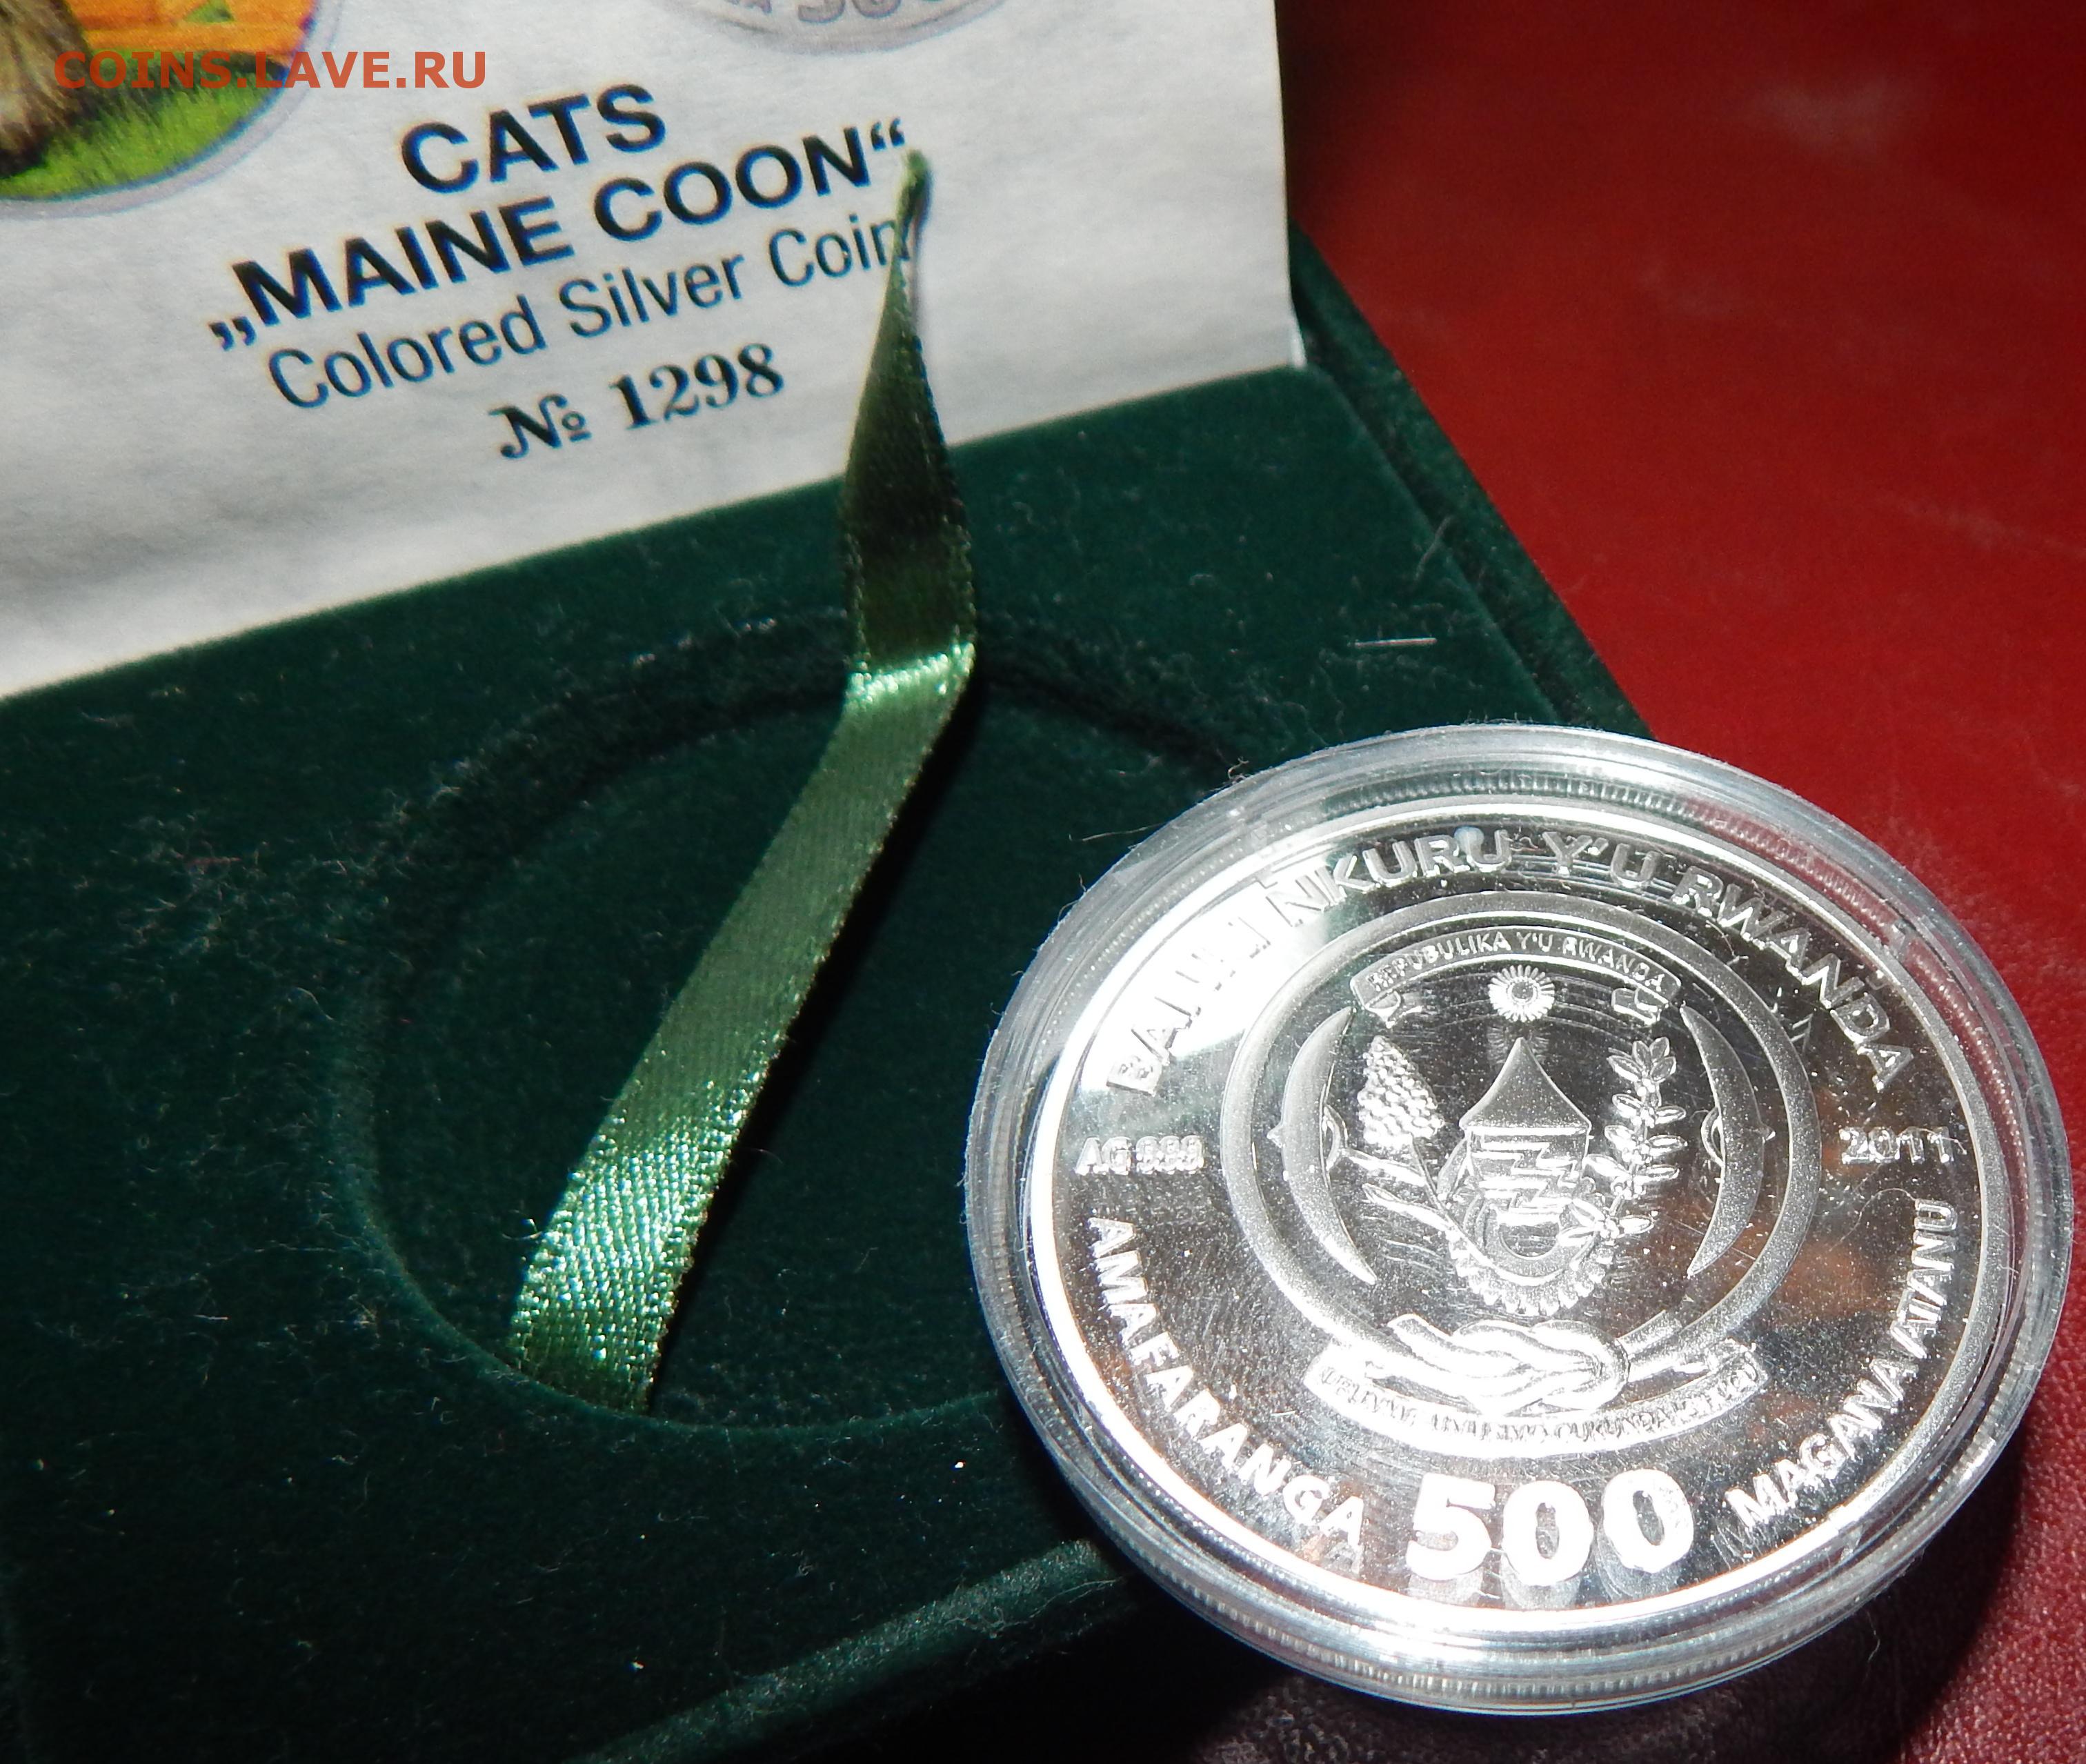 COINS.LAVE.RU
CATS
„MAINE COON“
Colored Silver Coin
№ 1298
NKURU Y'U RWANDA
REPUBULIKA Y'U RWANDA
AG 999
2011
AMAFARANGA 500 MAGANA ATANU